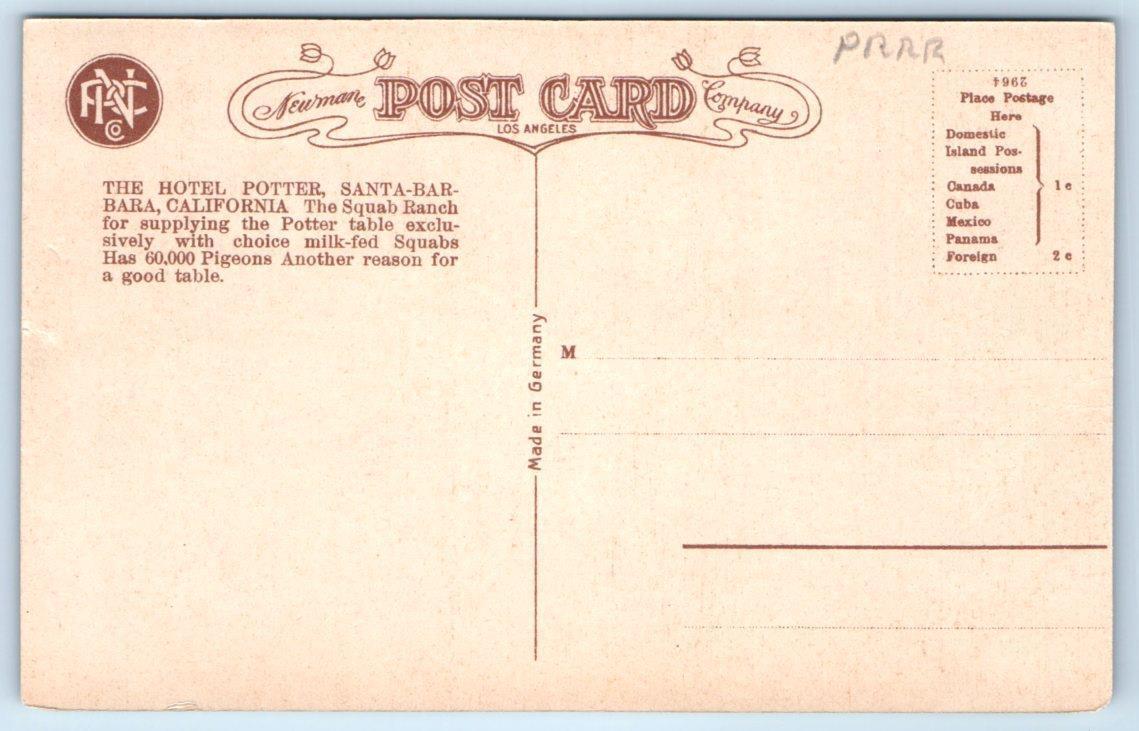 PRRR
PNC
Co
Newman POST CARD Company
LOS ANGELES
2964
Place Postage
Here
Domestic
Island Pos-
sessions
Canada 1 c
Cuba
Mexico
Panama
Foreign 2 c
THE HOTEL POTTER, SANTA-BAR-
BARA, CALIFORNIA The Squab Ranch
for supplying the Potter table exclu-
sively with choice milk-fed Squabs
Has 60,000 Pigeons Another reason for
a good table.
Made in Germany
M